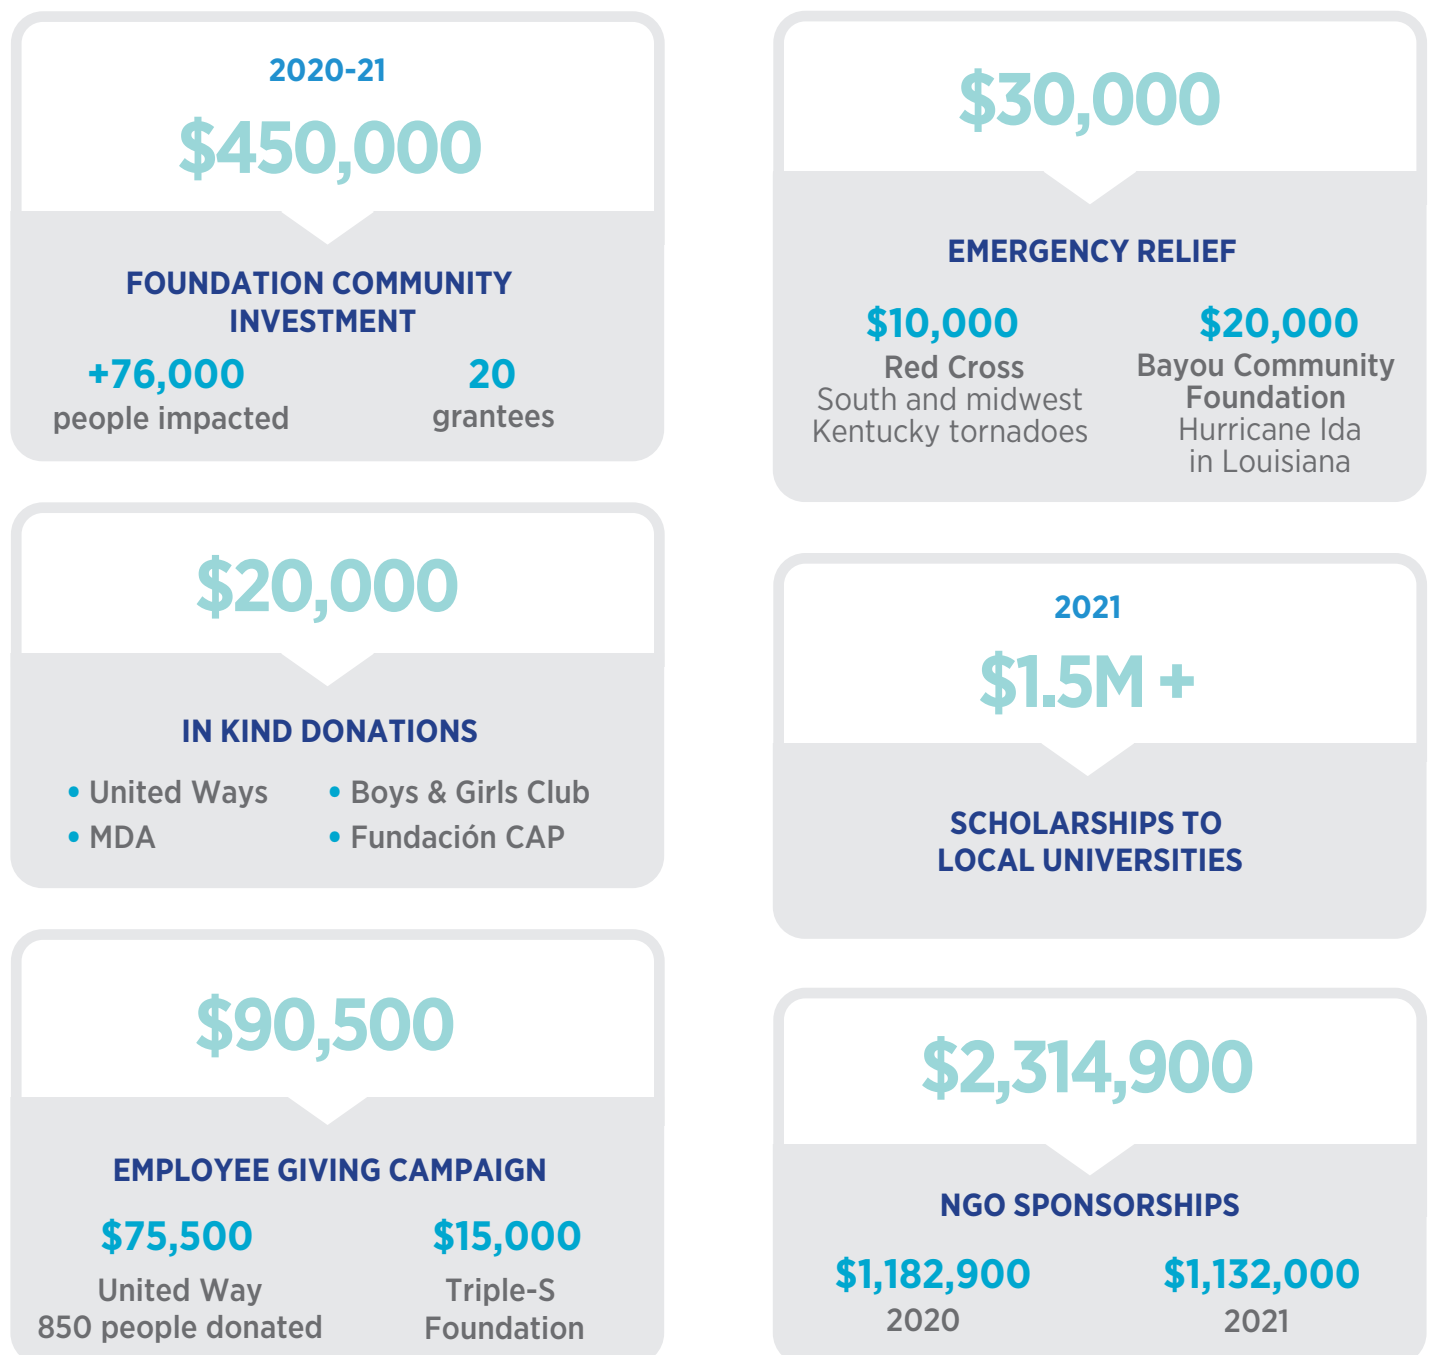 2020-21
$450,000
FOUNDATION COMMUNITY
INVESTMENT
+76,000
people impacted
20
grantees
$20,000
IN KIND DONATIONS
• United Ways
• MDA
• Boys & Girls Club
• Fundación CAP
$90,500
EMPLOYEE GIVING CAMPAIGN
$75,500
United Way
850 people donated
$15,000
Triple-S
Foundation
$30,000
EMERGENCY RELIEF
$10,000
Red Cross
South and midwest
Kentucky tornadoes
$20,000
Bayou Community
Foundation
Hurricane Ida
in Louisiana
2021
$1.5M +
SCHOLARSHIPS TO
LOCAL UNIVERSITIES
$2,314,900
NGO SPONSORSHIPS
$1,182,900
2020
$1,132,000
2021